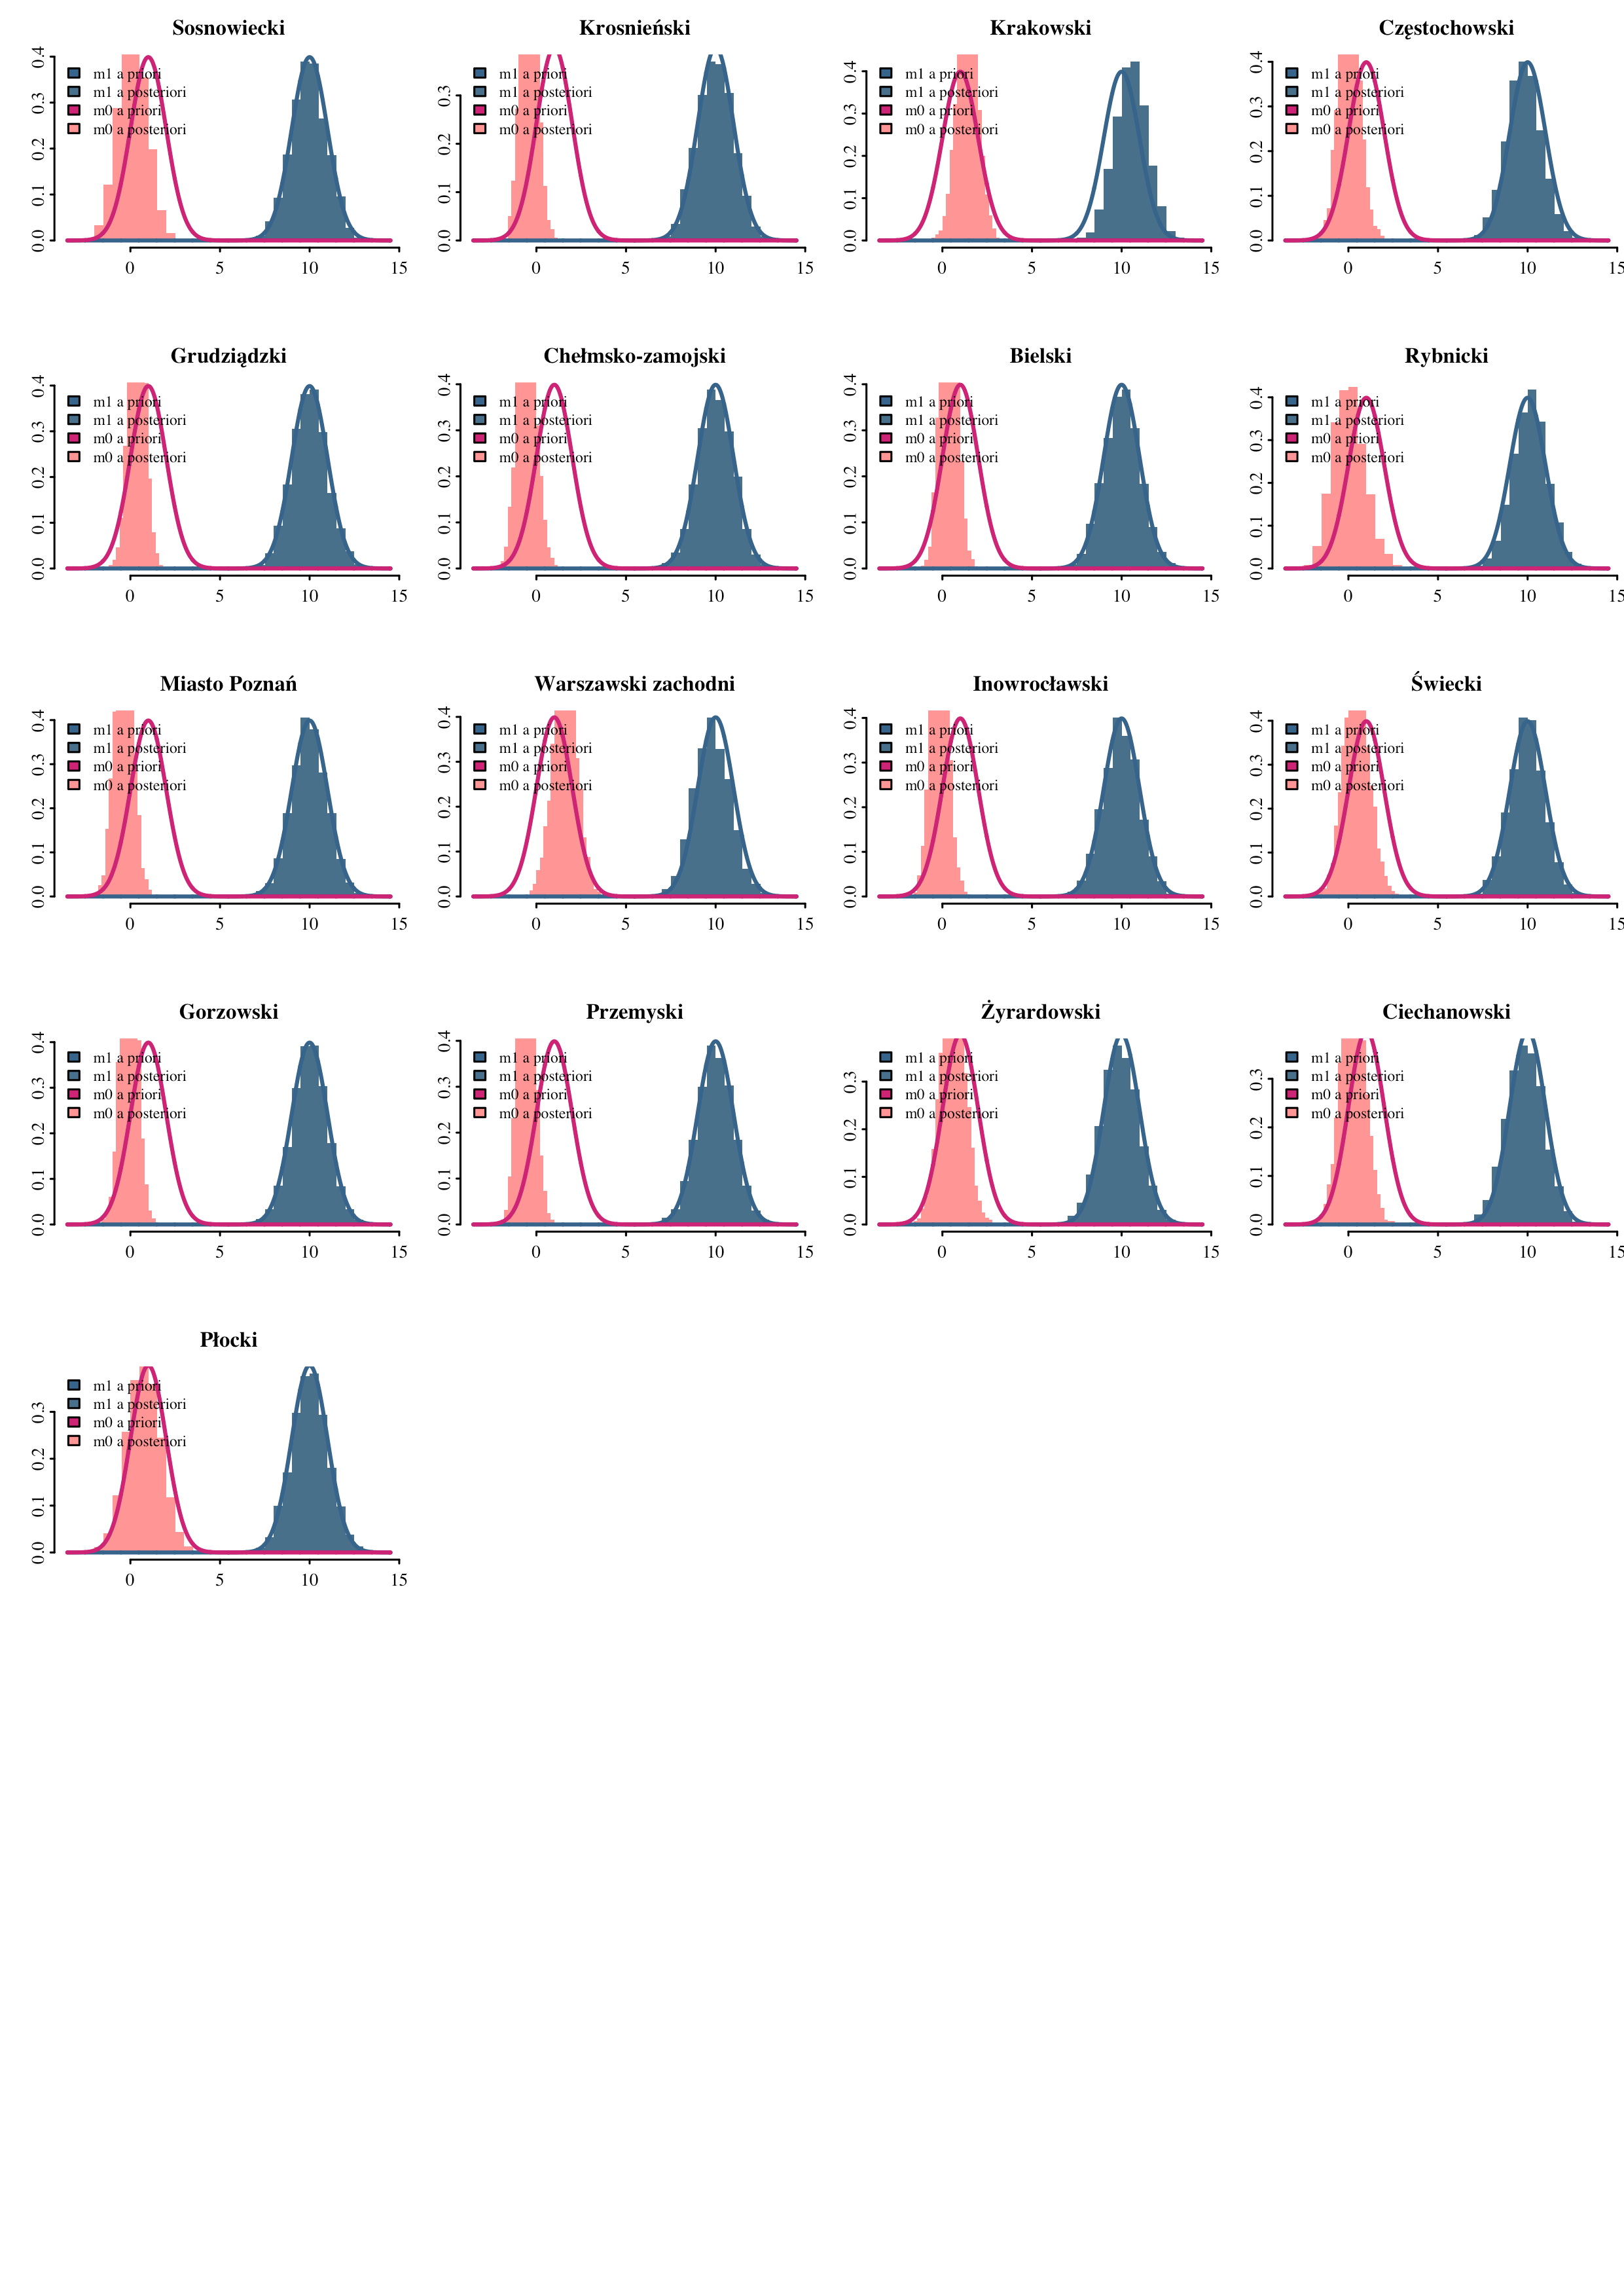 Sosnowiecki
m1 a priori
m1 a posteriori
m0 a priori
m0 a posteriori
0.0 0.1 0.2 0.3 0.4
0 5 10 15
Krosnieński
m1 a priori
m1 a posteriori
m0 a priori
m0 a posteriori
0.0 0.1 0.2 0.3
0 5 10 15
Krakowski
m1 a priori
m1 a posteriori
m0 a priori
m0 a posteriori
0.0 0.1 0.2 0.3 0.4
0 5 10 15
Częstochowski
m1 a priori
m1 a posteriori
m0 a priori
m0 a posteriori
0.0 0.1 0.2 0.3 0.4
0 5 10 15
Grudziądzki
m1 a priori
m1 a posteriori
m0 a priori
m0 a posteriori
0.0 0.1 0.2 0.3 0.4
0 5 10 15
Chełmsko-zamojski
m1 a priori
m1 a posteriori
m0 a priori
m0 a posteriori
0.0 0.1 0.2 0.3 0.4
0 5 10 15
Bielski
m1 a priori
m1 a posteriori
m0 a priori
m0 a posteriori
0.0 0.1 0.2 0.3 0.4
0 5 10 15
Rybnicki
m1 a priori
m1 a posteriori
m0 a priori
m0 a posteriori
0.0 0.1 0.2 0.3 0.4
0 5 10 15
Miasto Poznań
m1 a priori
m1 a posteriori
m0 a priori
m0 a posteriori
0.0 0.1 0.2 0.3 0.4
0 5 10 15
Warszawski zachodni
m1 a priori
m1 a posteriori
m0 a priori
m0 a posteriori
0.0 0.1 0.2 0.3 0.4
0 5 10 15
Inowrocławski
m1 a priori
m1 a posteriori
m0 a priori
m0 a posteriori
0.0 0.1 0.2 0.3 0.4
0 5 10 15
Świecki
m1 a priori
m1 a posteriori
m0 a priori
m0 a posteriori
0.0 0.1 0.2 0.3 0.4
0 5 10 15
Gorzowski
m1 a priori
m1 a posteriori
m0 a priori
m0 a posteriori
0.0 0.1 0.2 0.3 0.4
0 5 10 15
Przemyski
m1 a priori
m1 a posteriori
m0 a priori
m0 a posteriori
0.0 0.1 0.2 0.3 0.4
0 5 10 15
Żyrardowski
m1 a priori
m1 a posteriori
m0 a priori
m0 a posteriori
0.0 0.1 0.2 0.3
0 5 10 15
Ciechanowski
m1 a priori
m1 a posteriori
m0 a priori
m0 a posteriori
0.0 0.1 0.2 0.3
0 5 10 15
Płocki
m1 a priori
m1 a posteriori
m0 a priori
m0 a posteriori
0.0 0.1 0.2 0.3
0 5 10 15